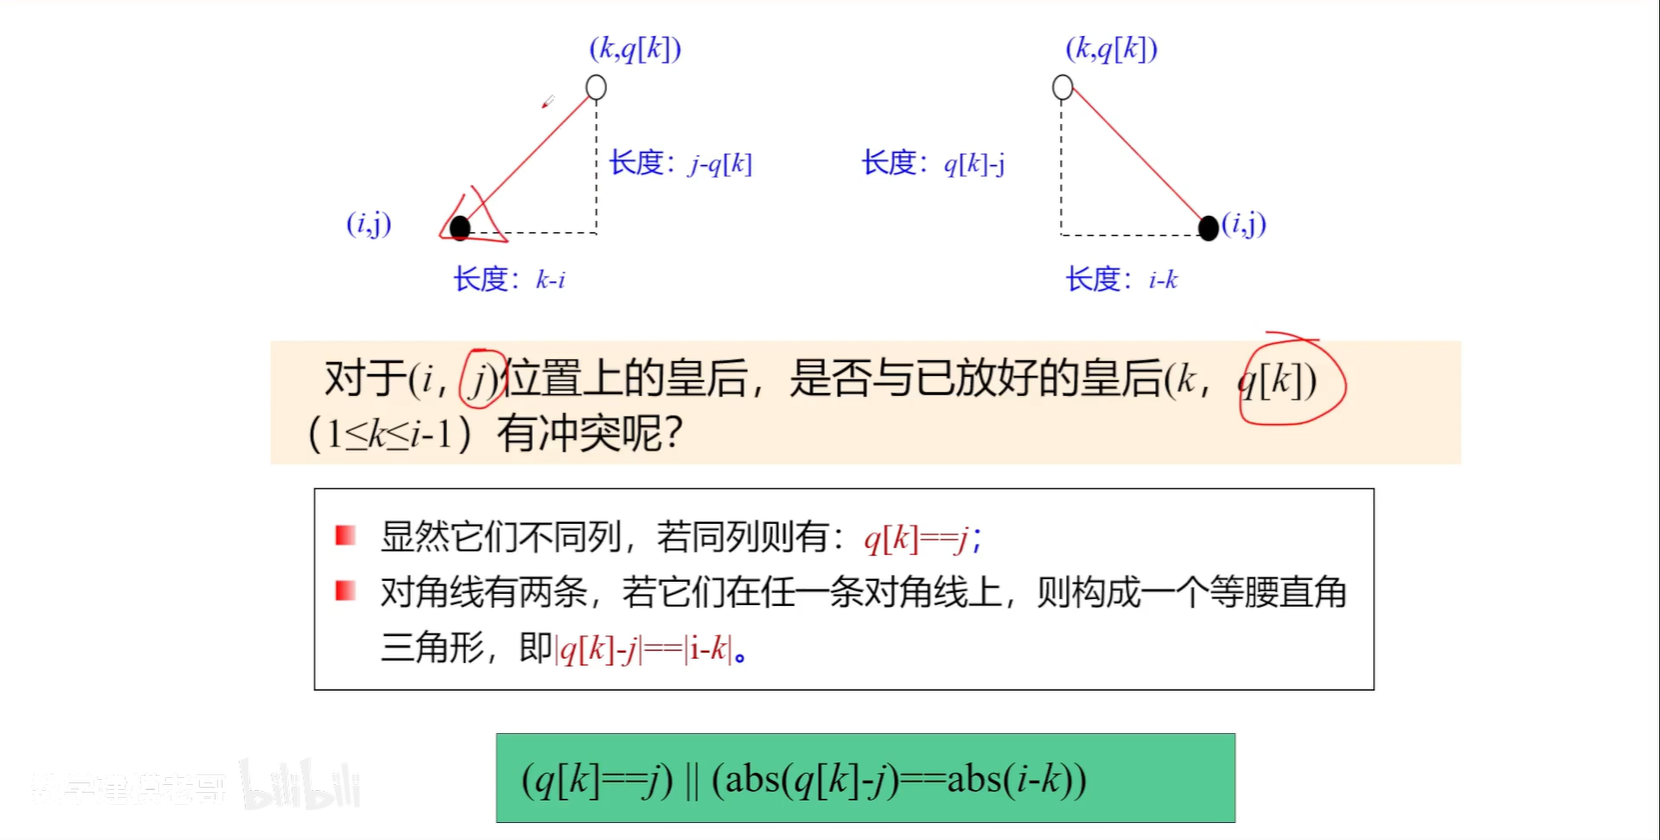 (k,q[k])
(k,q[k])
长度：j-q[k]
长度：q[k]-j
(i,j)
(i,j)
长度：k-i
长度：i-k
对于(i，j)位置上的皇后，是否与已放好的皇后(k，q[k])
（1≤k≤i-1）有冲突呢？
显然它们不同列，若同列则有：q[k]==j；
对角线有两条，若它们在任一条对角线上，则构成一个等腰直角
三角形，即|q[k]-j|==|i-k|。
(q[k]==j) || (abs(q[k]-j)==abs(i-k))
bilibili